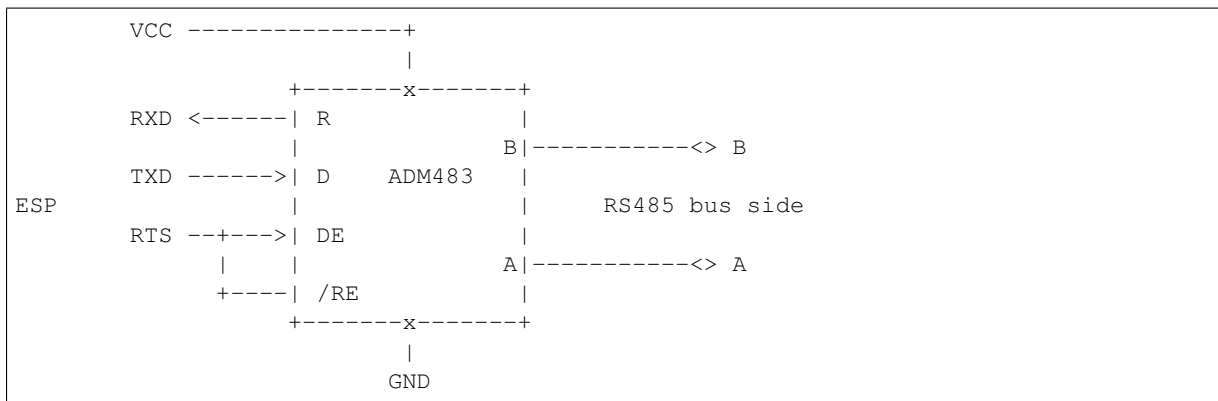 VCC ---------------+
|
+-------x-------+
RXD <------| R |
| B|-----------<> B
TXD ------>| D ADM483 |
ESP | | RS485 bus side
RTS --+--->| DE |
| | A|-----------<> A
+----| /RE |
+-------x-------+
|
GND